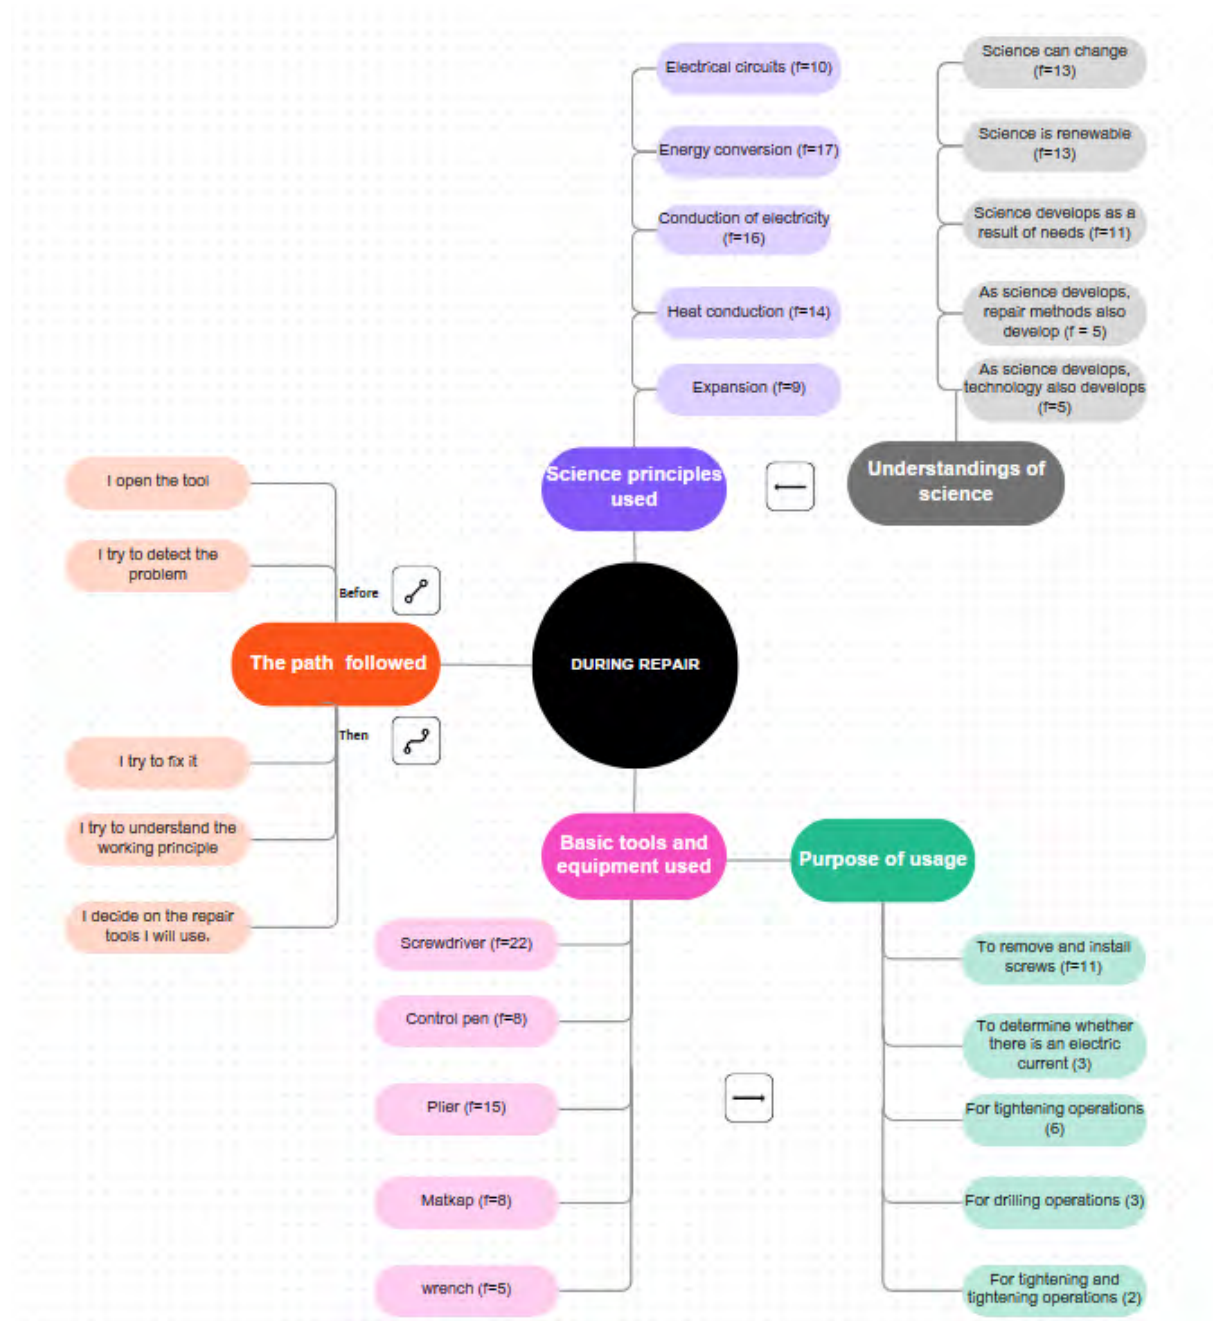 Electrical circuits (f=10)
Energy conversion (f=17)
Conduction of electricity
(f=16)
Heat conduction (f=14)
Expansion (f=9)
Science principles
used
Science can change
(f=13)
Science is renewable
(f=13)
Science develops as a
result of needs (f=11)
As science develops,
repair methods also
develop (f = 5)
As science develops,
technology also develops
(f=5)
Understandings of
science
I open the tool
I try to detect the
problem
Before
The path followed
DURING REPAIR
Then
I try to fix it
I try to understand the
working principle
I decide on the repair
tools I will use.
Basic tools and
equipment used
Purpose of usage
Screwdriver (f=22)
Control pen (f=8)
Plier (f=15)
Matkap (f=8)
wrench (f=5)
To remove and install
screws (f=11)
To determine whether
there is an electric
current (3)
For tightening operations
(6)
For drilling operations (3)
For tightening and
tightening operations (2)